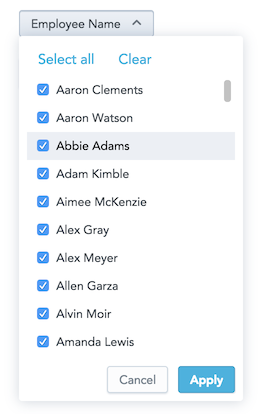 Employee Name
Select all Clear
Aaron Clements
Aaron Watson
Abbie Adams
Adam Kimble
Aimee McKenzie
Alex Gray
Alex Meyer
Allen Garza
Alvin Moir
Amanda Lewis
Cancel Apply